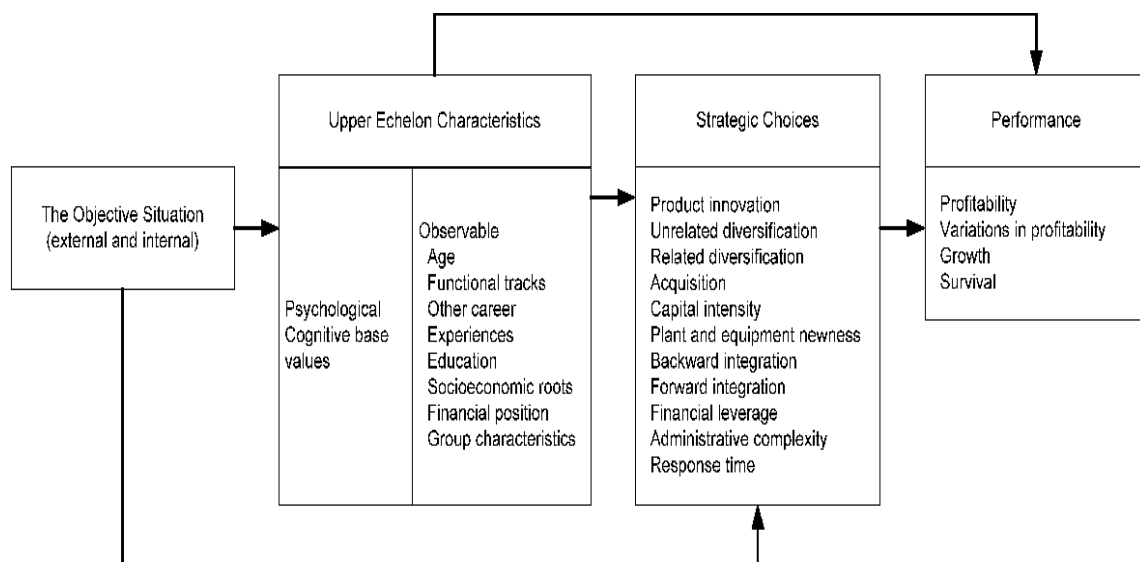 Upper Echelon Characteristics
Strategic Choices
Performance
The Objective Situation
(external and internal)
Psychological
Cognitive base
values
Observable
Age
Functional tracks
Other career
Experiences
Education
Socioeconomic roots
Financial position
Group characteristics
Product innovation
Unrelated diversification
Related diversification
Acquisition
Capital intensity
Plant and equipment newness
Backward integration
Forward integration
Financial leverage
Administrative complexity
Response time
Profitability
Variations in profitability
Growth
Survival